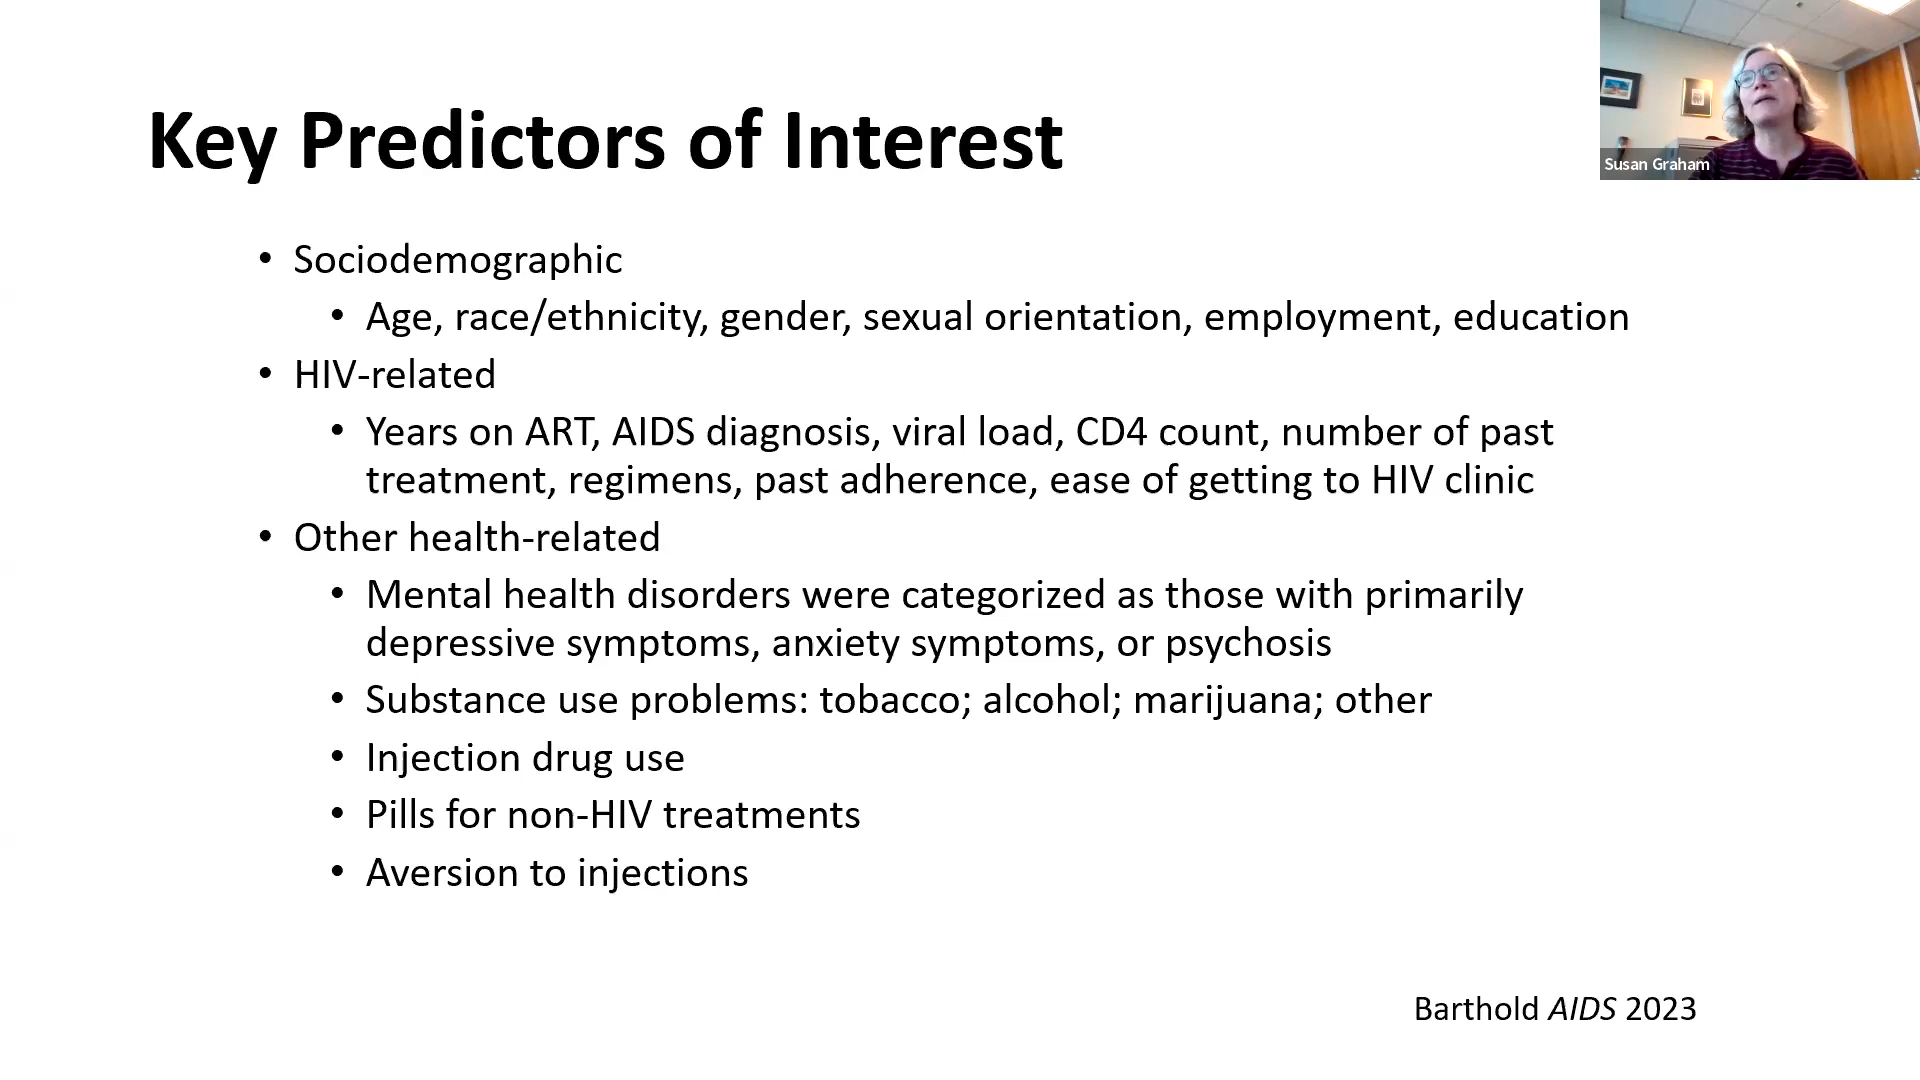 Key Predictors of Interest
Susan Graham
• Sociodemographic
• Age, race/ethnicity, gender, sexual orientation, employment, education
• HIV-related
• Years on ART, AIDS diagnosis, viral load, CD4 count, number of past
treatment, regimens, past adherence, ease of getting to HIV clinic
• Other health-related
• Mental health disorders were categorized as those with primarily
depressive symptoms, anxiety symptoms, or psychosis
• Substance use problems: tobacco; alcohol; marijuana; other
• Injection drug use
• Pills for non-HIV treatments
• Aversion to injections
Barthold AIDS 2023